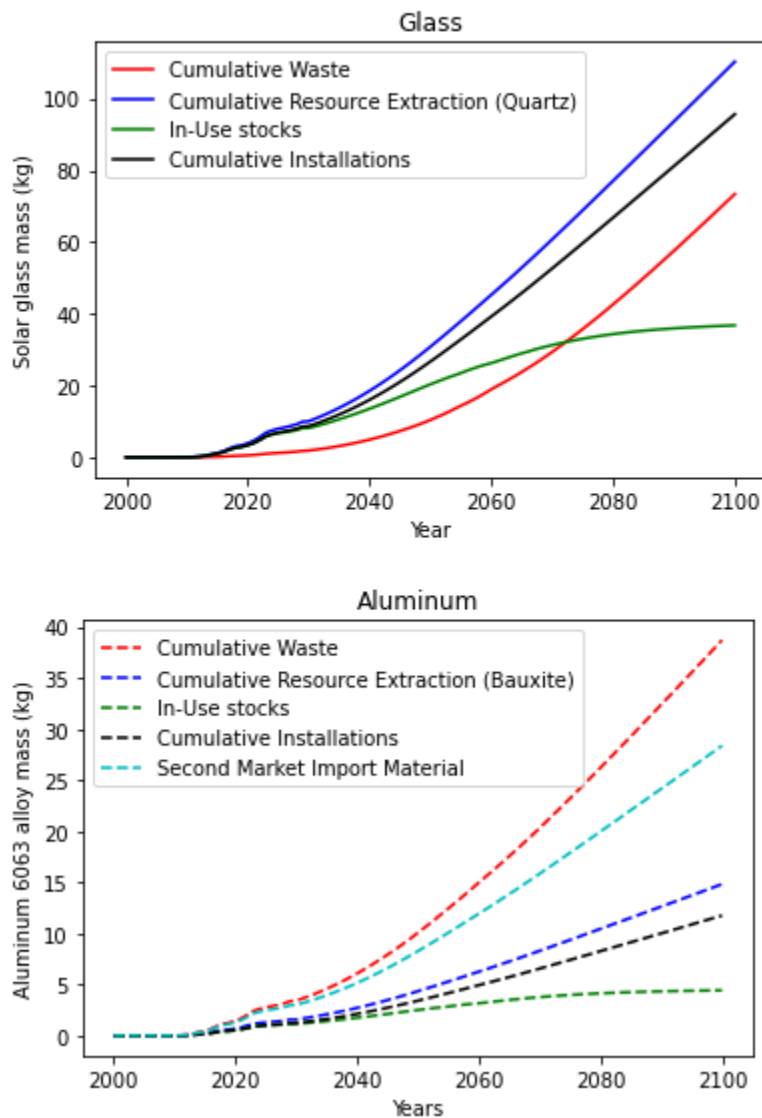 Glass
Cumulative Waste
Cumulative Resource Extraction (Quartz)
In-Use stocks
Cumulative Installations
Solar glass mass (kg)
100
80
60
40
20
0
2000 2020 2040 2060 2080 2100
Year
Aluminum
Cumulative Waste
Cumulative Resource Extraction (Bauxite)
In-Use stocks
Cumulative Installations
Second Market Import Material
Aluminum 6063 alloy mass (kg)
40
35
30
25
20
15
10
5
0
2000 2020 2040 2060 2080 2100
Years